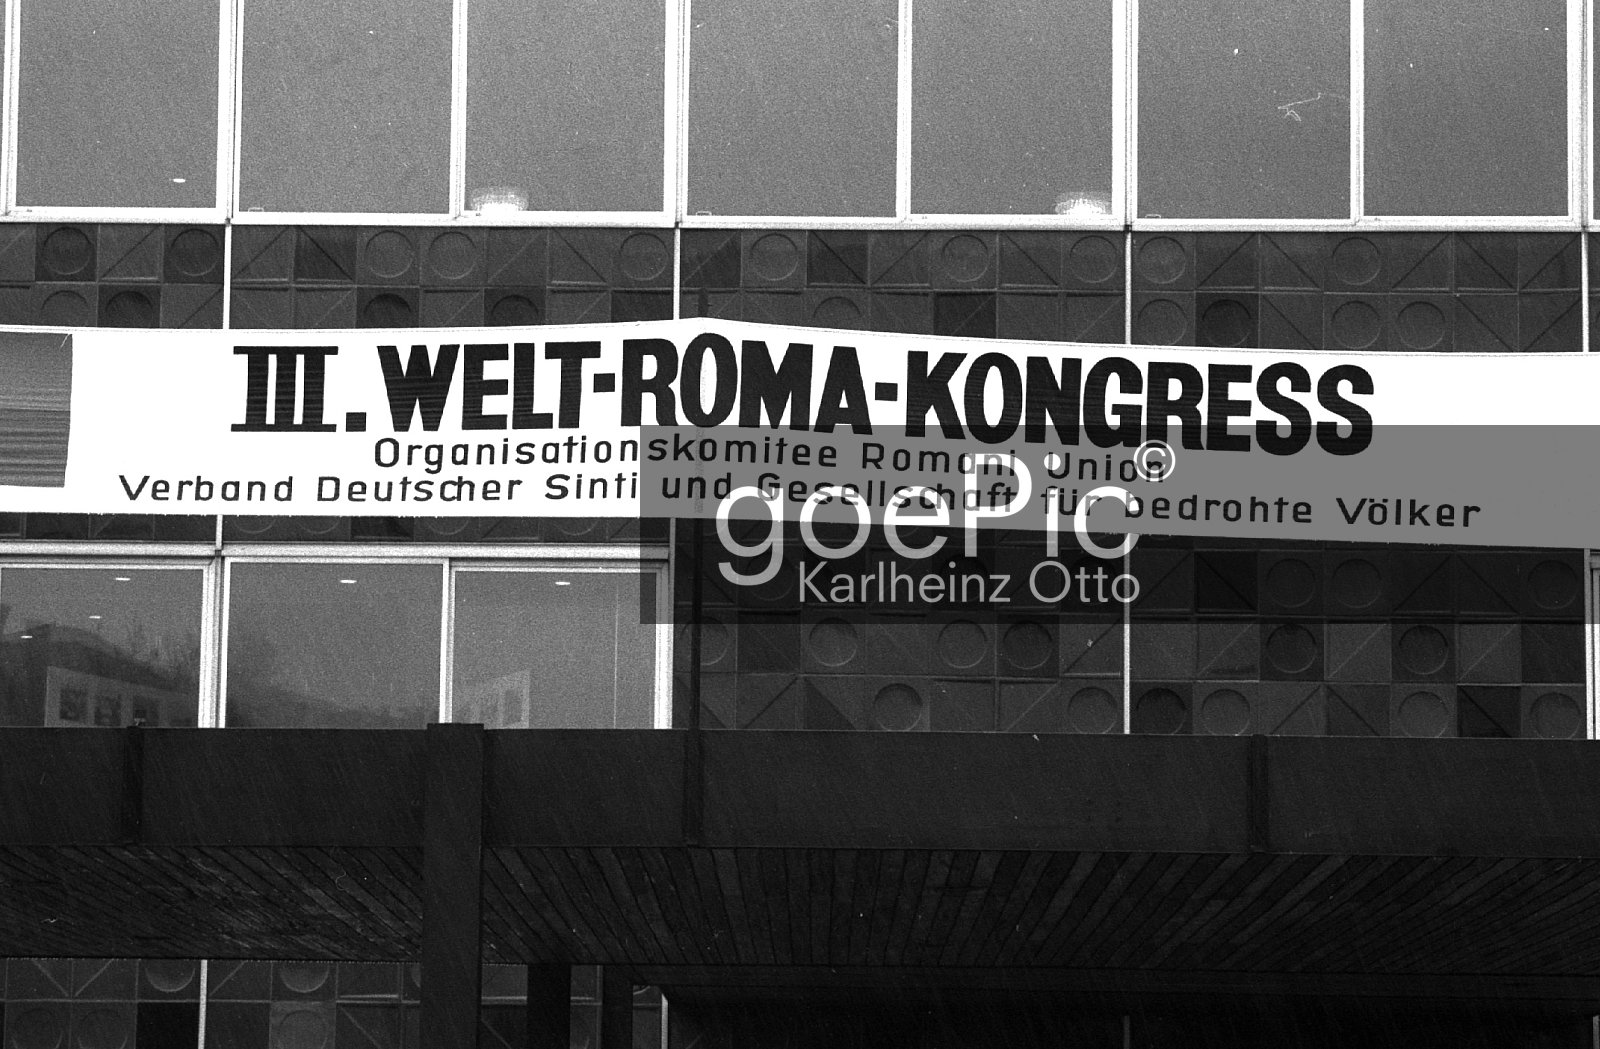 III. WELT-ROMA-KONGRESS
Organisationskomitee Romani Union
Verband Deutscher Sinti und Gesellschaft für bedrohte Völker
goePic©
Karlheinz Otto